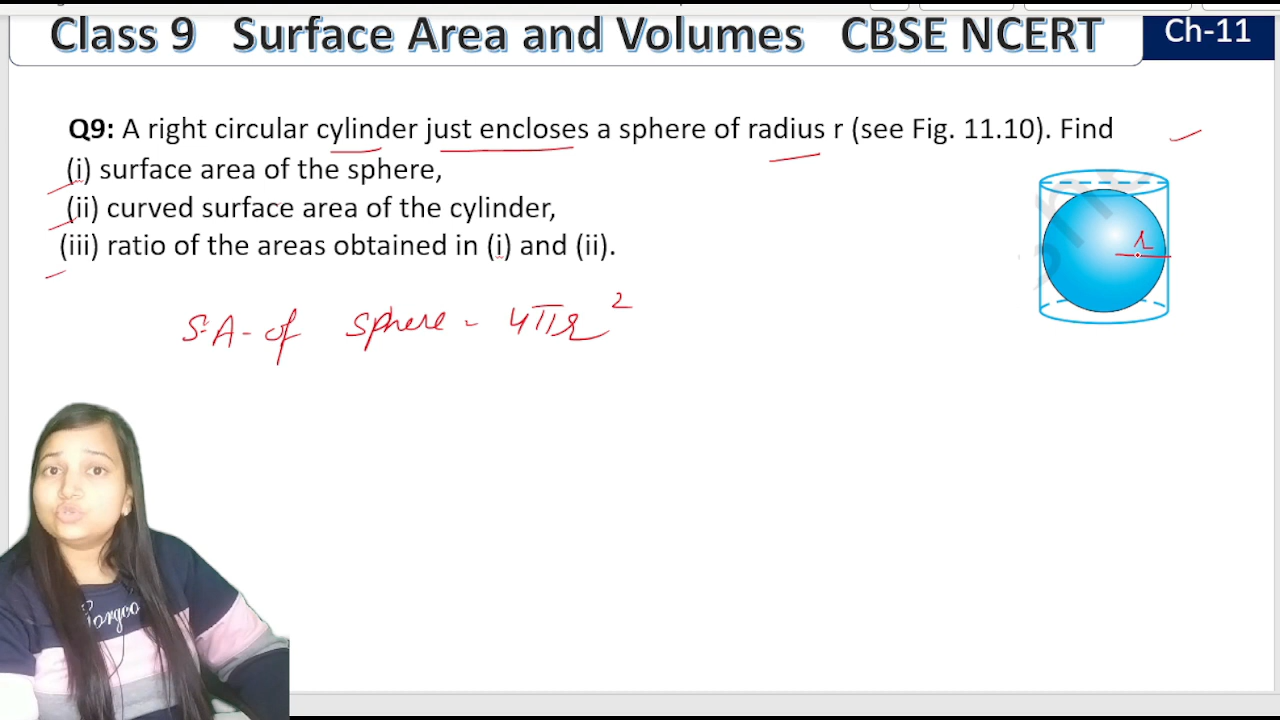 Class 9 Surface Area and Volumes CBSE NCERT
Ch-11
Q9: A right circular cylinder just encloses a sphere of radius r (see Fig. 11.10). Find
(i) surface area of the sphere,
(ii) curved surface area of the cylinder,
(iii) ratio of the areas obtained in (i) and (ii).
r
S.A. of sphere = 4πr²